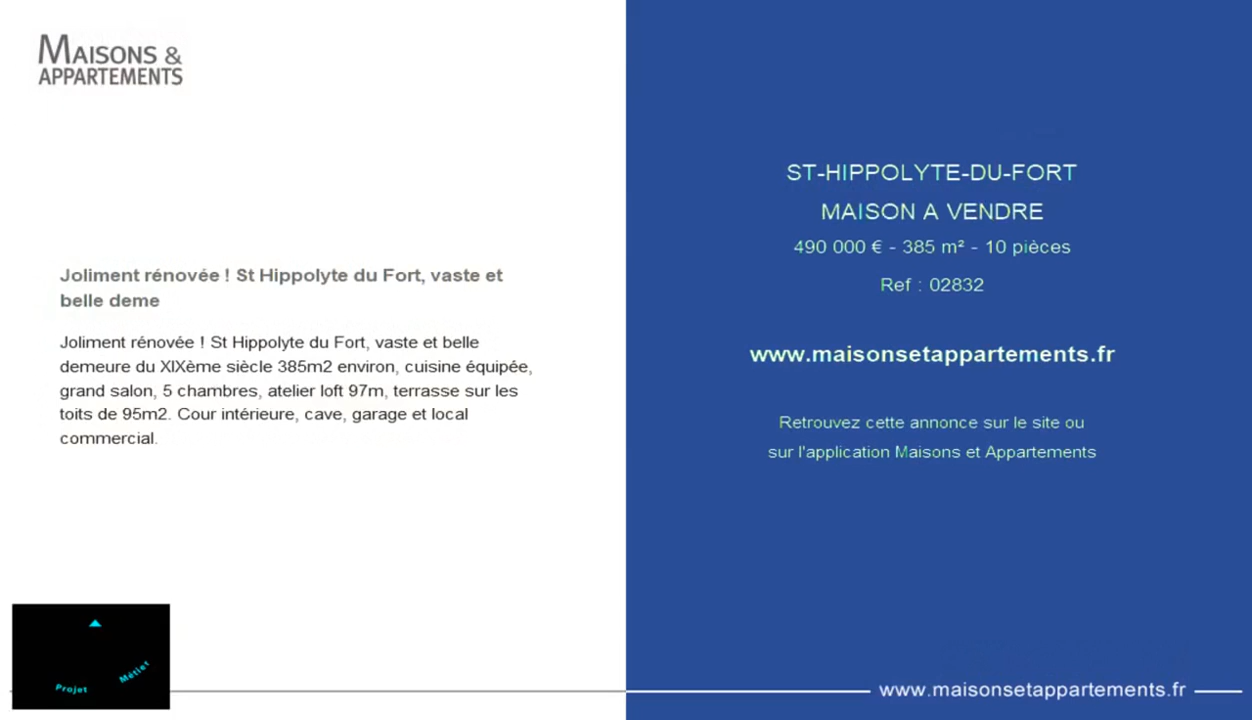 MAISONS &
APPARTEMENTS
Joliment rénovée ! St Hippolyte du Fort, vaste et
belle deme
Joliment rénovée ! St Hippolyte du Fort, vaste et belle
demeure du XIXème siècle 385m2 environ, cuisine équipée,
grand salon, 5 chambres, atelier loft 97m, terrasse sur les
toits de 95m2. Cour intérieure, cave, garage et local
commercial.
Projet
Métier
ST-HIPPOLYTE-DU-FORT
MAISON A VENDRE
490 000 € - 385 m² - 10 pièces
Ref : 02832
www.maisonsetappartements.fr
Retrouvez cette annonce sur le site ou
sur l'application Maisons et Appartements
www.maisonsetappartements.fr